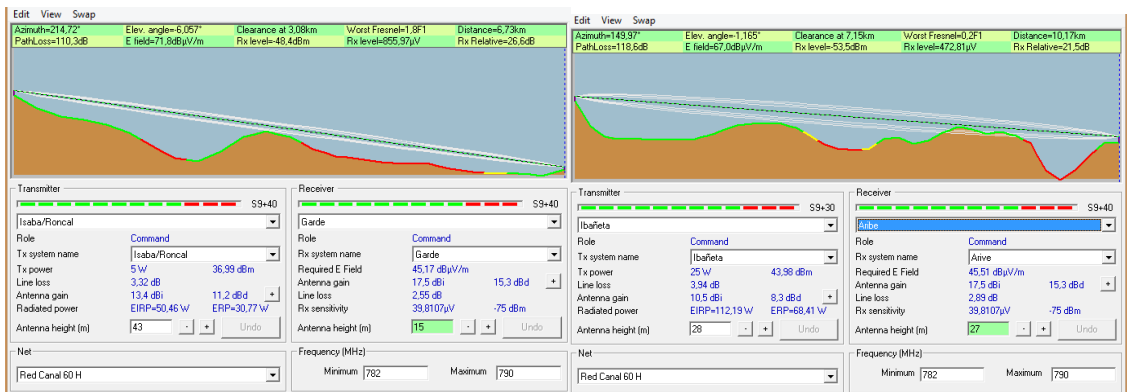 Edit View Swap
Azimuth=214,72° Elev. angle=-6,057° Clearance at 3,08km Worst Fresnel=1,8F1 Distance=6,73km
PathLoss=110,3dB E field=71,8dBµV/m Rx level=-48,4dBm Rx level=855,97µV Rx Relative=26,6dB
Transmitter
S9+40
Isaba/Roncal
Role Command
Tx system name Isaba/Roncal
Tx power 5 W 36,99 dBm
Line loss 3,32 dB
Antenna gain 13,4 dBi 11,2 dBd +
Radiated power EIRP=50,46 W ERP=30,77 W
Antenna height (m) 43 - + Undo
Net
Red Canal 60 H
Receiver
S9+40
Garde
Role Command
Rx system name Garde
Required E Field 45,17 dBµV/m
Antenna gain 17,5 dBi 15,3 dBd +
Line loss 2,55 dB
Rx sensitivity 39,8107µV -75 dBm
Antenna height (m) 15 - + Undo
Frequency (MHz)
Minimum 782 Maximum 790
Edit View Swap
Azimuth=149,97° Elev. angle=-1,165° Clearance at 7,15km Worst Fresnel=0,2F1 Distance=10,17km
PathLoss=118,6dB E field=67,0dBµV/m Rx level=-53,5dBm Rx level=472,81µV Rx Relative=21,5dB
Transmitter
S9+30
Ibañeta
Role Command
Tx system name Ibañeta
Tx power 25 W 43,98 dBm
Line loss 3,94 dB
Antenna gain 10,5 dBi 8,3 dBd +
Radiated power EIRP=112,19 W ERP=68,41 W
Antenna height (m) 28 - + Undo
Net
Red Canal 60 H
Receiver
S9+40
Aribe
Role Command
Rx system name Arive
Required E Field 45,51 dBµV/m
Antenna gain 17,5 dBi 15,3 dBd +
Line loss 2,89 dB
Rx sensitivity 39,8107µV -75 dBm
Antenna height (m) 27 - + Undo
Frequency (MHz)
Minimum 782 Maximum 790